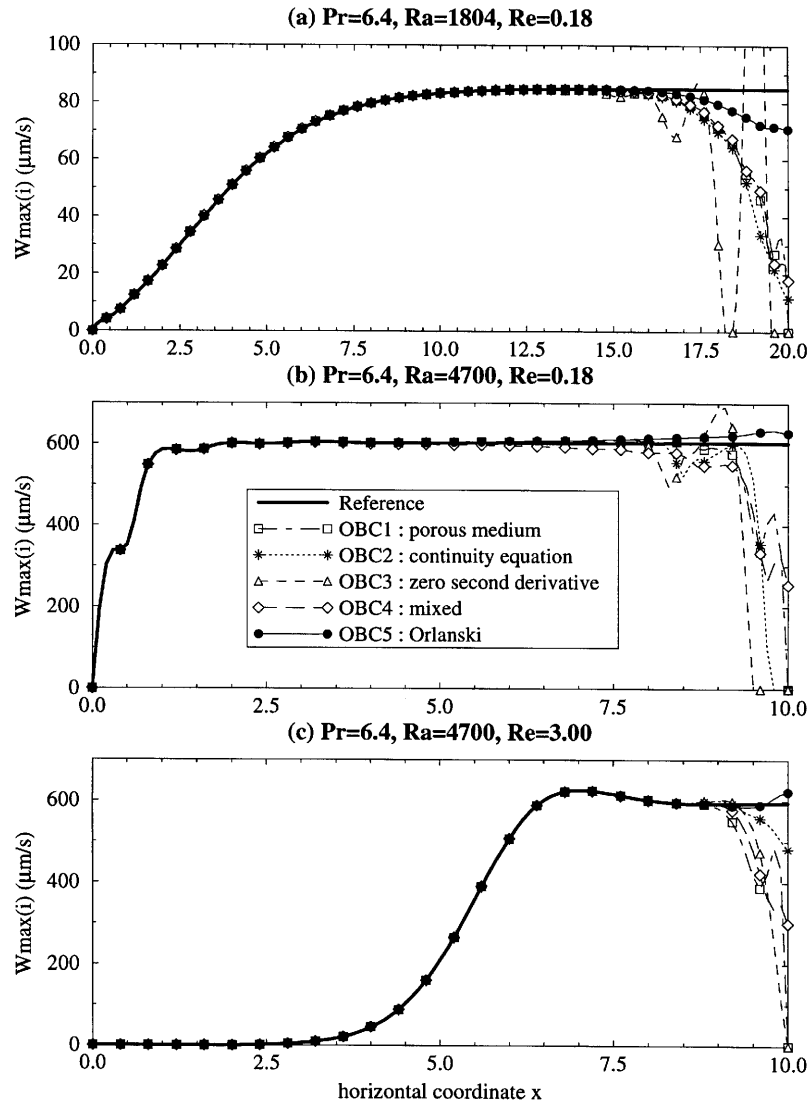 (a) Pr=6.4, Ra=1804, Re=0.18
100
80
60
40
20
0
Wmax(i) (μm/s)
0.0 2.5 5.0 7.5 10.0 12.5 15.0 17.5 20.0
(b) Pr=6.4, Ra=4700, Re=0.18
600
400
200
0
Wmax(i) (μm/s)
Reference
OBC1 : porous medium
OBC2 : continuity equation
OBC3 : zero second derivative
OBC4 : mixed
OBC5 : Orlanski
0.0 2.5 5.0 7.5 10.0
(c) Pr=6.4, Ra=4700, Re=3.00
600
400
200
0
Wmax(i) (μm/s)
0.0 2.5 5.0 7.5 10.0
horizontal coordinate x